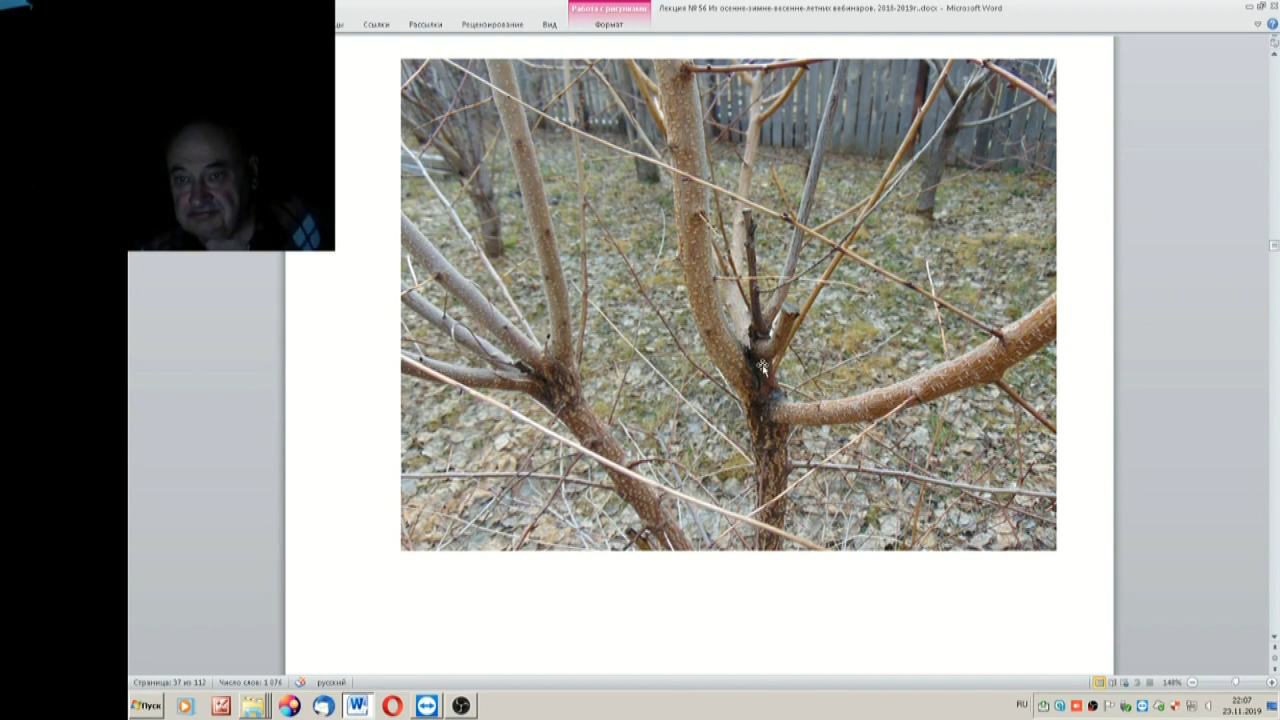 Работа с рисунками
Лекция № 56 Из осенне-зимне-весенне-летних вебинаров, 2018-2019г..docx - Microsoft Word
Ссылки Рассылки Рецензирование Вид Формат
Страница: 37 из 112 Число слов: 1 076 русский 148%
Пуск RU 22:07
23.11.2019